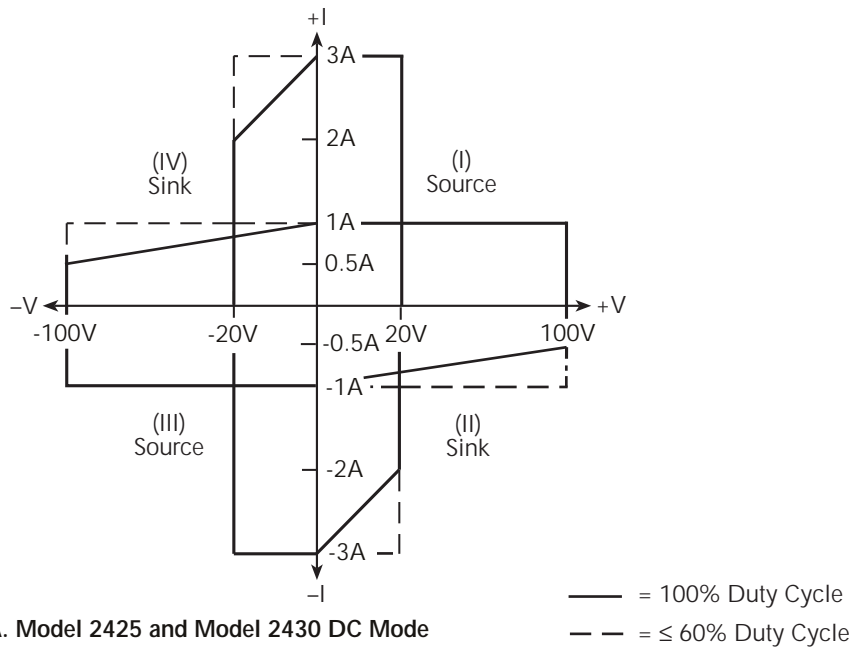 +I
3A
2A
(IV)
Sink
(I)
Source
1A
0.5A
–V
+V
-100V
-20V
20V
100V
-0.5A
-1A
(III)
Source
(II)
Sink
-2A
-3A
–I
= 100% Duty Cycle
. Model 2425 and Model 2430 DC Mode
= ≤ 60% Duty Cycle